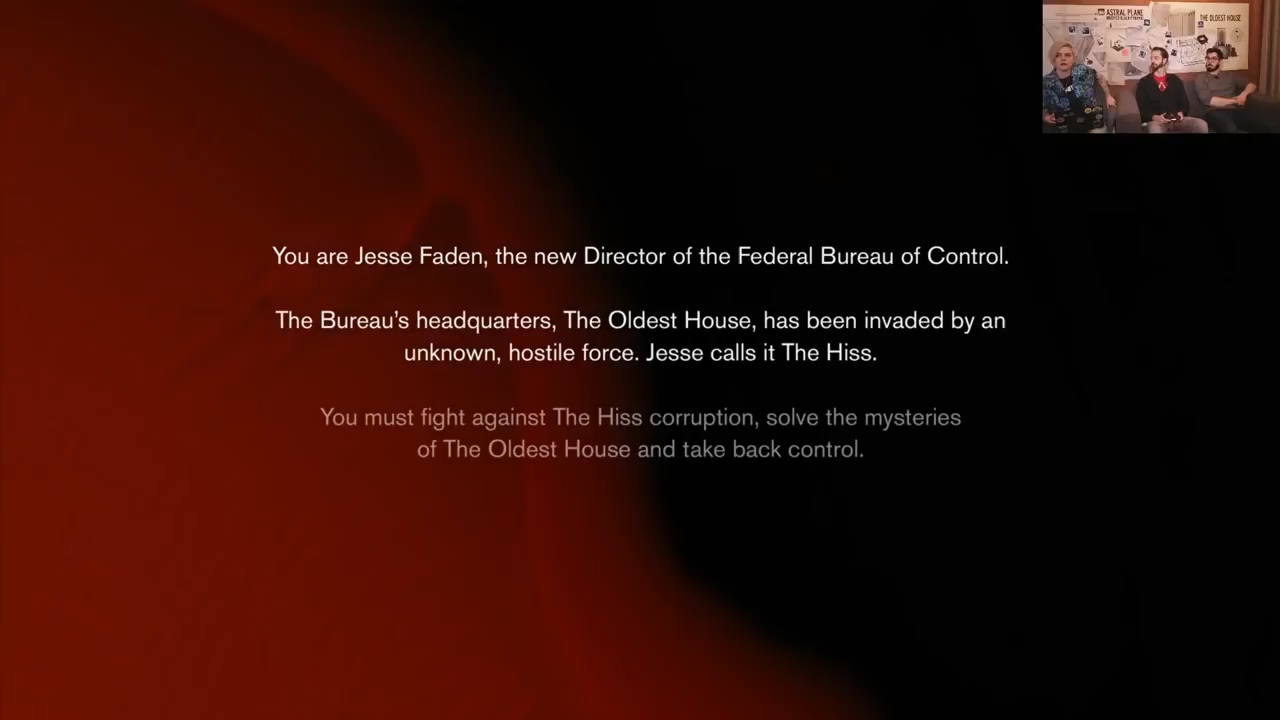 ASTRAL PLANE
THE OLDEST HOUSE
You are Jesse Faden, the new Director of the Federal Bureau of Control.
The Bureau's headquarters, The Oldest House, has been invaded by an
unknown, hostile force. Jesse calls it The Hiss.
You must fight against The Hiss corruption, solve the mysteries
of The Oldest House and take back control.